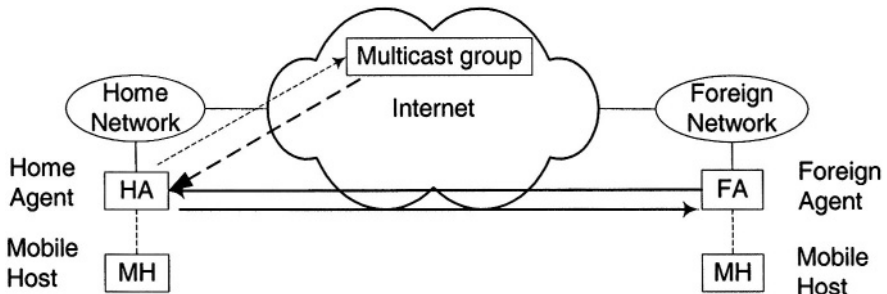 Multicast group
Internet
Home
Network
Foreign
Network
Home
Agent
HA
FA
Foreign
Agent
Mobile
Host
MH
MH
Mobile
Host